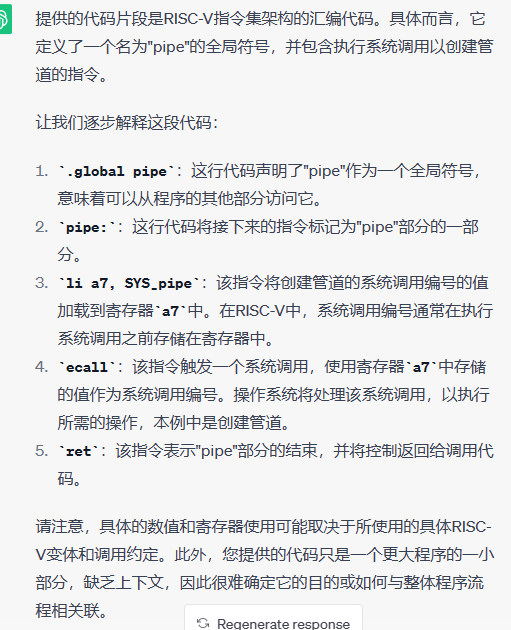 提供的代码片段是RISC-V指令集架构的汇编代码。具体而言，它
定义了一个名为"pipe"的全局符号，并包含执行系统调用以创建管
道的指令。
让我们逐步解释这段代码：
1. `.global pipe`：这行代码声明了"pipe"作为一个全局符号，
意味着可以从程序的其他部分访问它。
2. `pipe:`：这行代码将接下来的指令标记为"pipe"部分的一部
分。
3. `li a7, SYS_pipe`：该指令将创建管道的系统调用编号的值
加载到寄存器`a7`中。在RISC-V中，系统调用编号通常在执行
系统调用之前存储在寄存器中。
4. `ecall`：该指令触发一个系统调用，使用寄存器`a7`中存储
的值作为系统调用编号。操作系统将处理该系统调用，以执行
所需的操作，本例中是创建管道。
5. `ret`：该指令表示"pipe"部分的结束，并将控制返回给调用代
码。
请注意，具体的数值和寄存器使用可能取决于所使用的具体RISC-
V变体和调用约定。此外，您提供的代码只是一个更大程序的一小
部分，缺乏上下文，因此很难确定它的目的或如何与整体程序流
程相关联。
Regenerate response